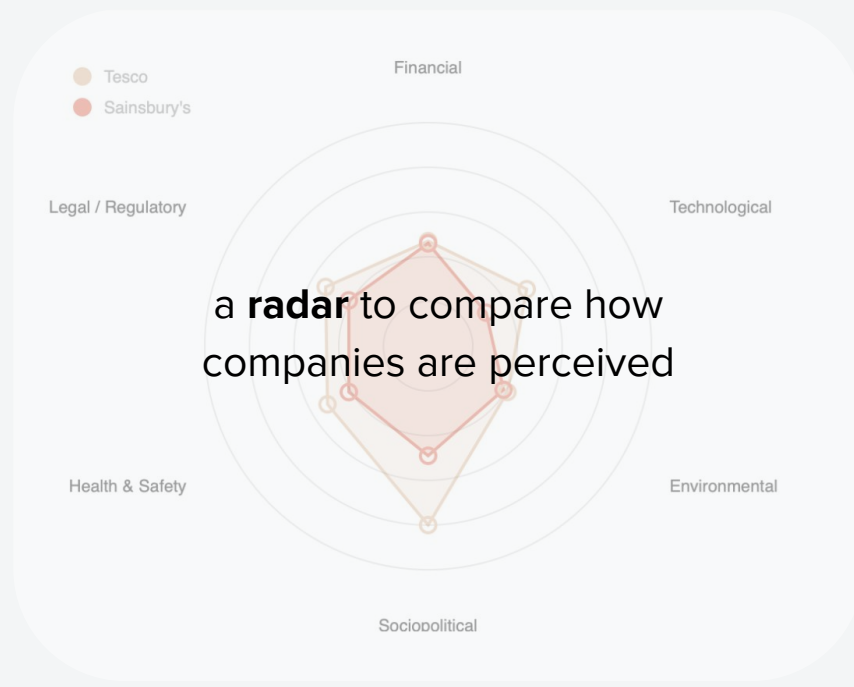 Financial
Tesco
Sainsbury's
Legal / Regulatory
Technological
a radar to compare how
companies are perceived
Health & Safety
Environmental
Sociopolitical